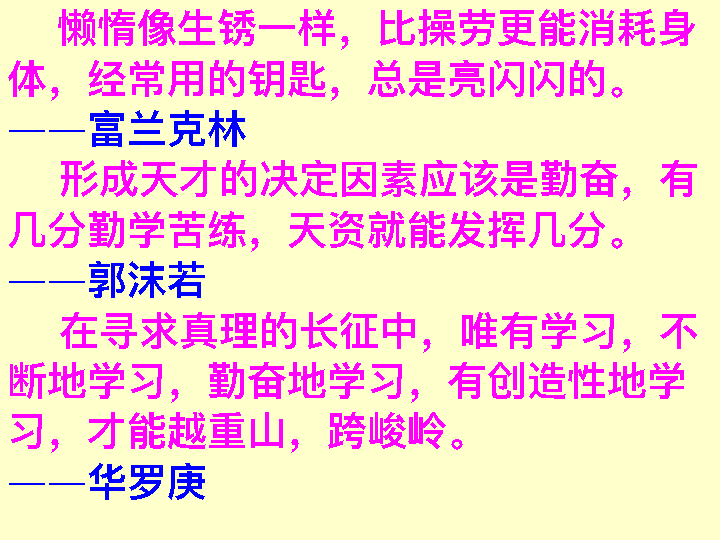 懒惰像生锈一样，比操劳更能消耗身
体，经常用的钥匙，总是亮闪闪的。
——富兰克林
形成天才的决定因素应该是勤奋，有
几分勤学苦练，天资就能发挥几分。
——郭沫若
在寻求真理的长征中，唯有学习，不
断地学习，勤奋地学习，有创造性地学
习，才能越重山，跨峻岭。
——华罗庚